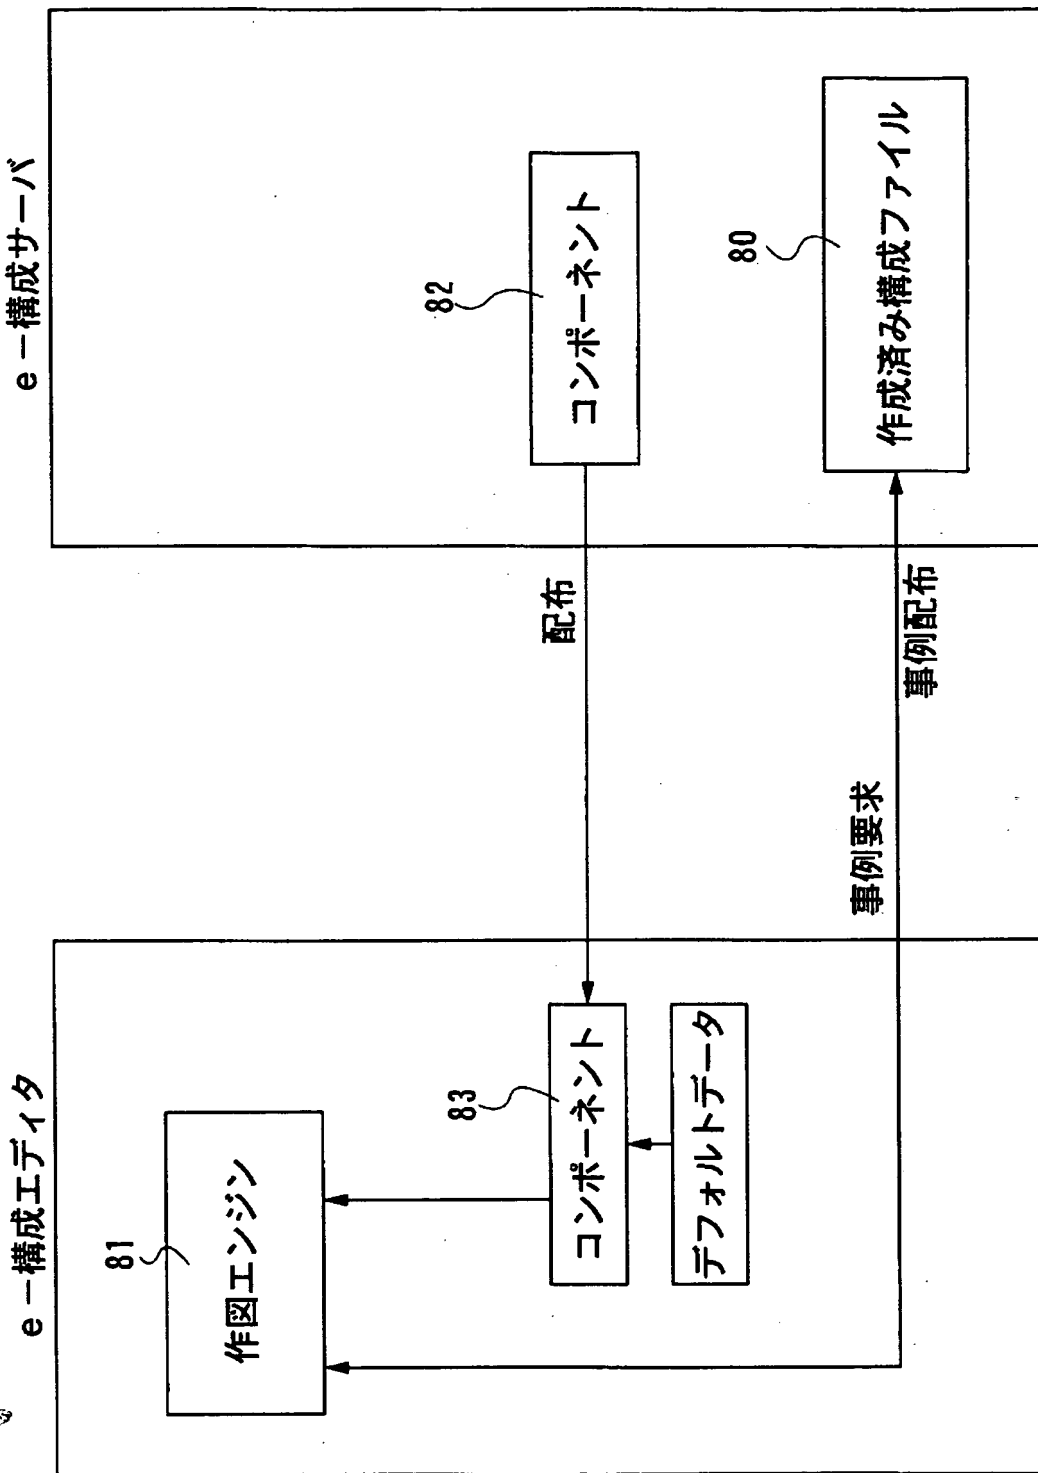 e－構成エディタ
81
作図エンジン
83
コンポーネント
デフォルトデータ
配布
事例要求
事例配布
e－構成サーバ
82
コンポーネント
80
作成済み構成ファイル